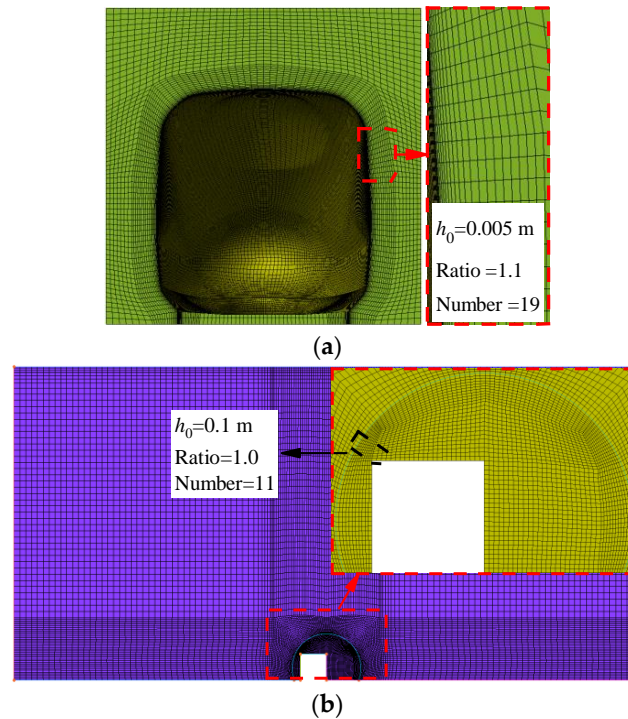 h₀=0.005 m
Ratio =1.1
Number =19
(a)
h₀=0.1 m
Ratio=1.0
Number=11
(b)